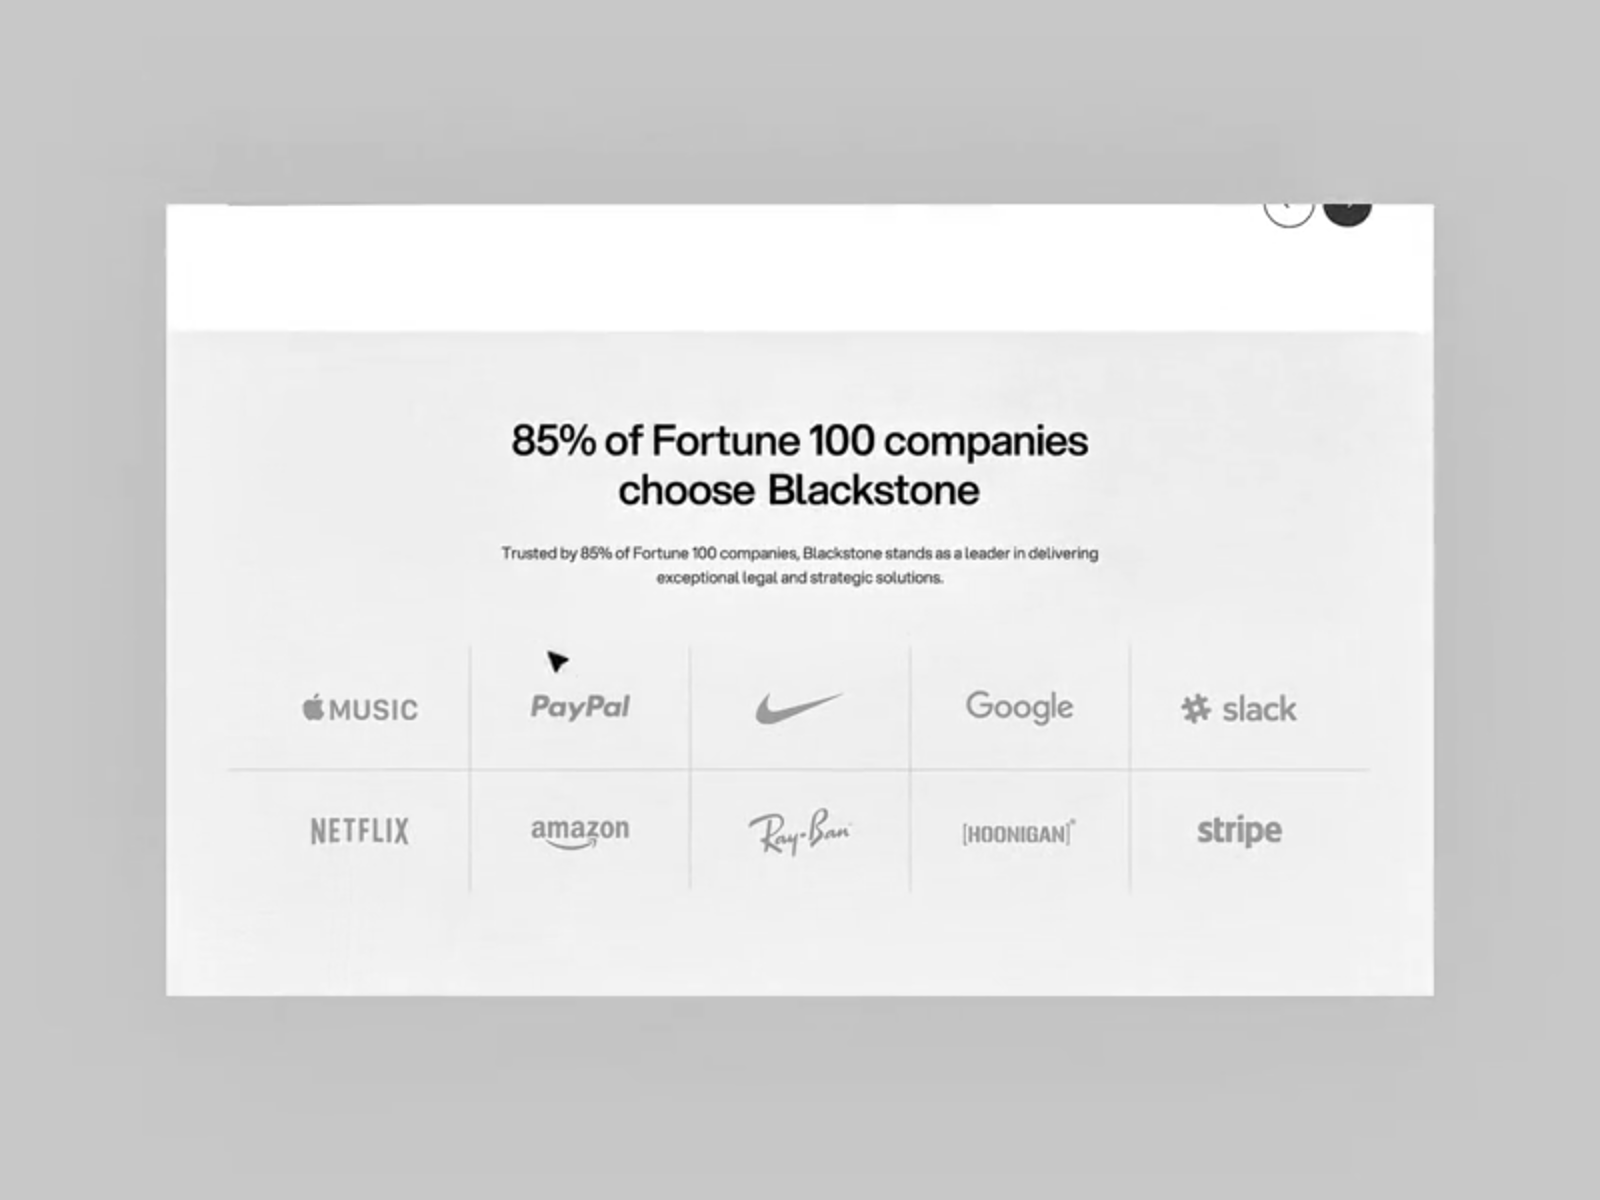 85% of Fortune 100 companies
choose Blackstone
Trusted by 85% of Fortune 100 companies, Blackstone stands as a leader in delivering
exceptional legal and strategic solutions.
MUSIC
PayPal
Google
slack
NETFLIX
amazon
Ray-Ban
[HOONIGAN]®
stripe